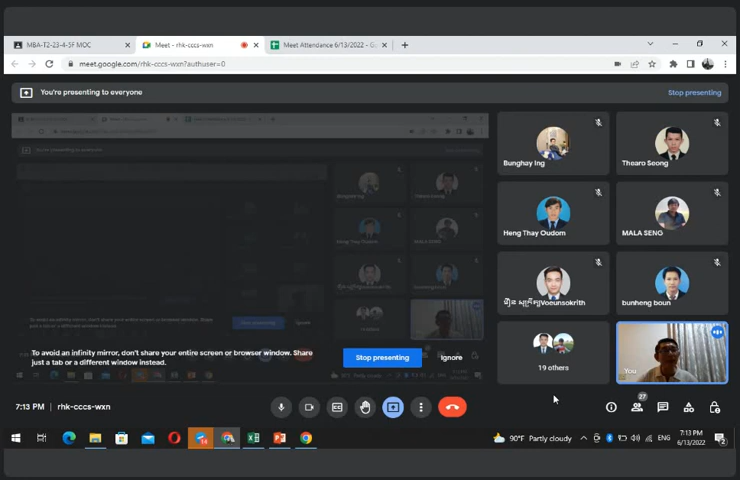 MBA-T2-23-4-5F MOC
Meet - rhk-cccs-wxn
Meet Attendance 6/13/2022 - G
meet.google.com/rhk-cccs-wxn?authuser=0
You're presenting to everyone
Stop presenting
Bunghay Ing
Thearo Seong
Heng Thay Oudom
MALA SENG
Voeunsokrith
bunheng boun
To avoid an infinity mirror, don't share your entire screen or browser window. Share
just a tab or a different window instead.
Stop presenting
Ignore
19 others
You
7:13 PM
rhk-cccs-wxn
27
90°F Partly cloudy
ENG
7:13 PM
6/13/2022